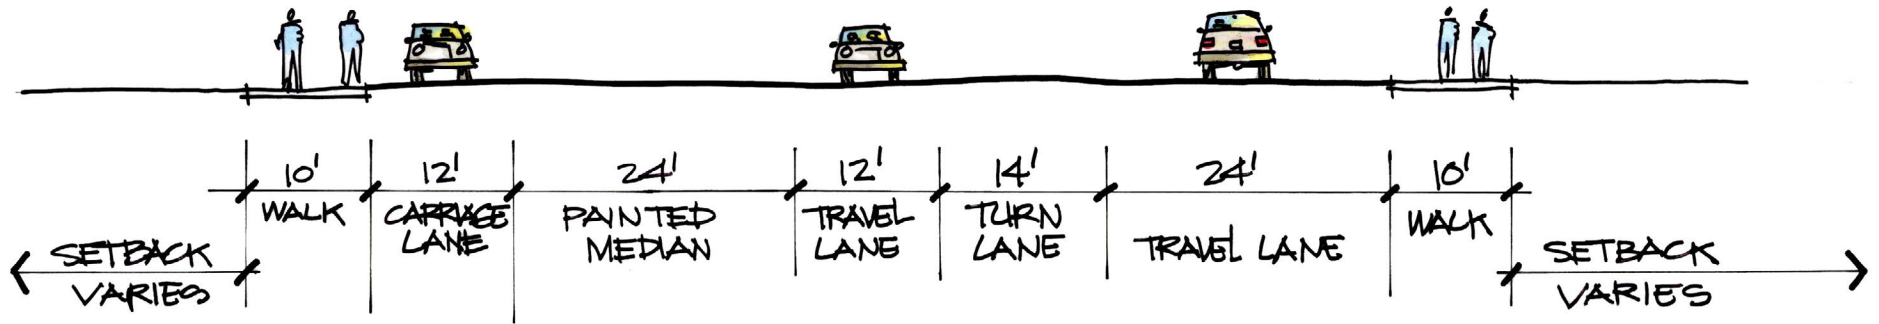 10' 12' 24' 12' 14' 24' 10'
WALK CARRIAGE LANE PAINTED MEDIAN TRAVEL LANE TURN LANE TRAVEL LANE WALK
SETBACK VARIES
SETBACK VARIES